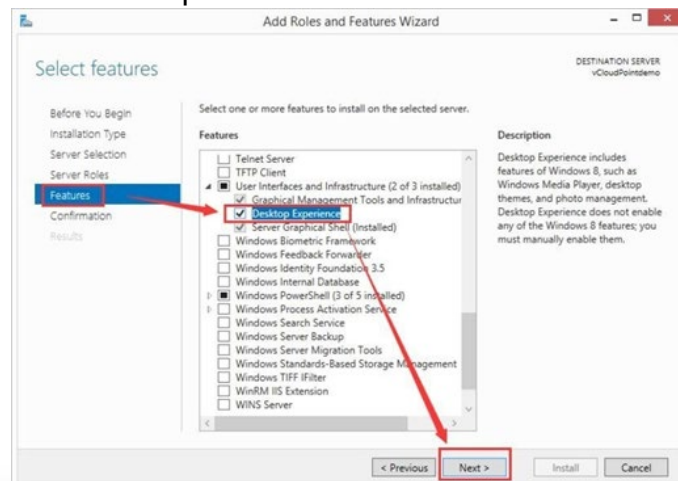 Add Roles and Features Wizard
Select features
DESTINATION SERVER
vCloudPointdemo
Before You Begin
Installation Type
Server Selection
Server Roles
Features
Confirmation
Results
Select one or more features to install on the selected server.
Features
Telnet Server
TFTP Client
User Interfaces and Infrastructure (2 of 3 installed)
Graphical Management Tools and Infrastructur
Desktop Experience
Server Graphical Shell (Installed)
Windows Biometric Framework
Windows Feedback Forwarder
Windows Identity Foundation 3.5
Windows Internal Database
Windows PowerShell (3 of 5 installed)
Windows Process Activation Service
Windows Search Service
Windows Server Backup
Windows Server Migration Tools
Windows Standards-Based Storage Management
Windows TIFF IFilter
WinRM IIS Extension
WINS Server
Description
Desktop Experience includes
features of Windows 8, such as
Windows Media Player, desktop
themes, and photo management.
Desktop Experience does not enable
any of the Windows 8 features; you
must manually enable them.
< Previous
Next >
Install
Cancel